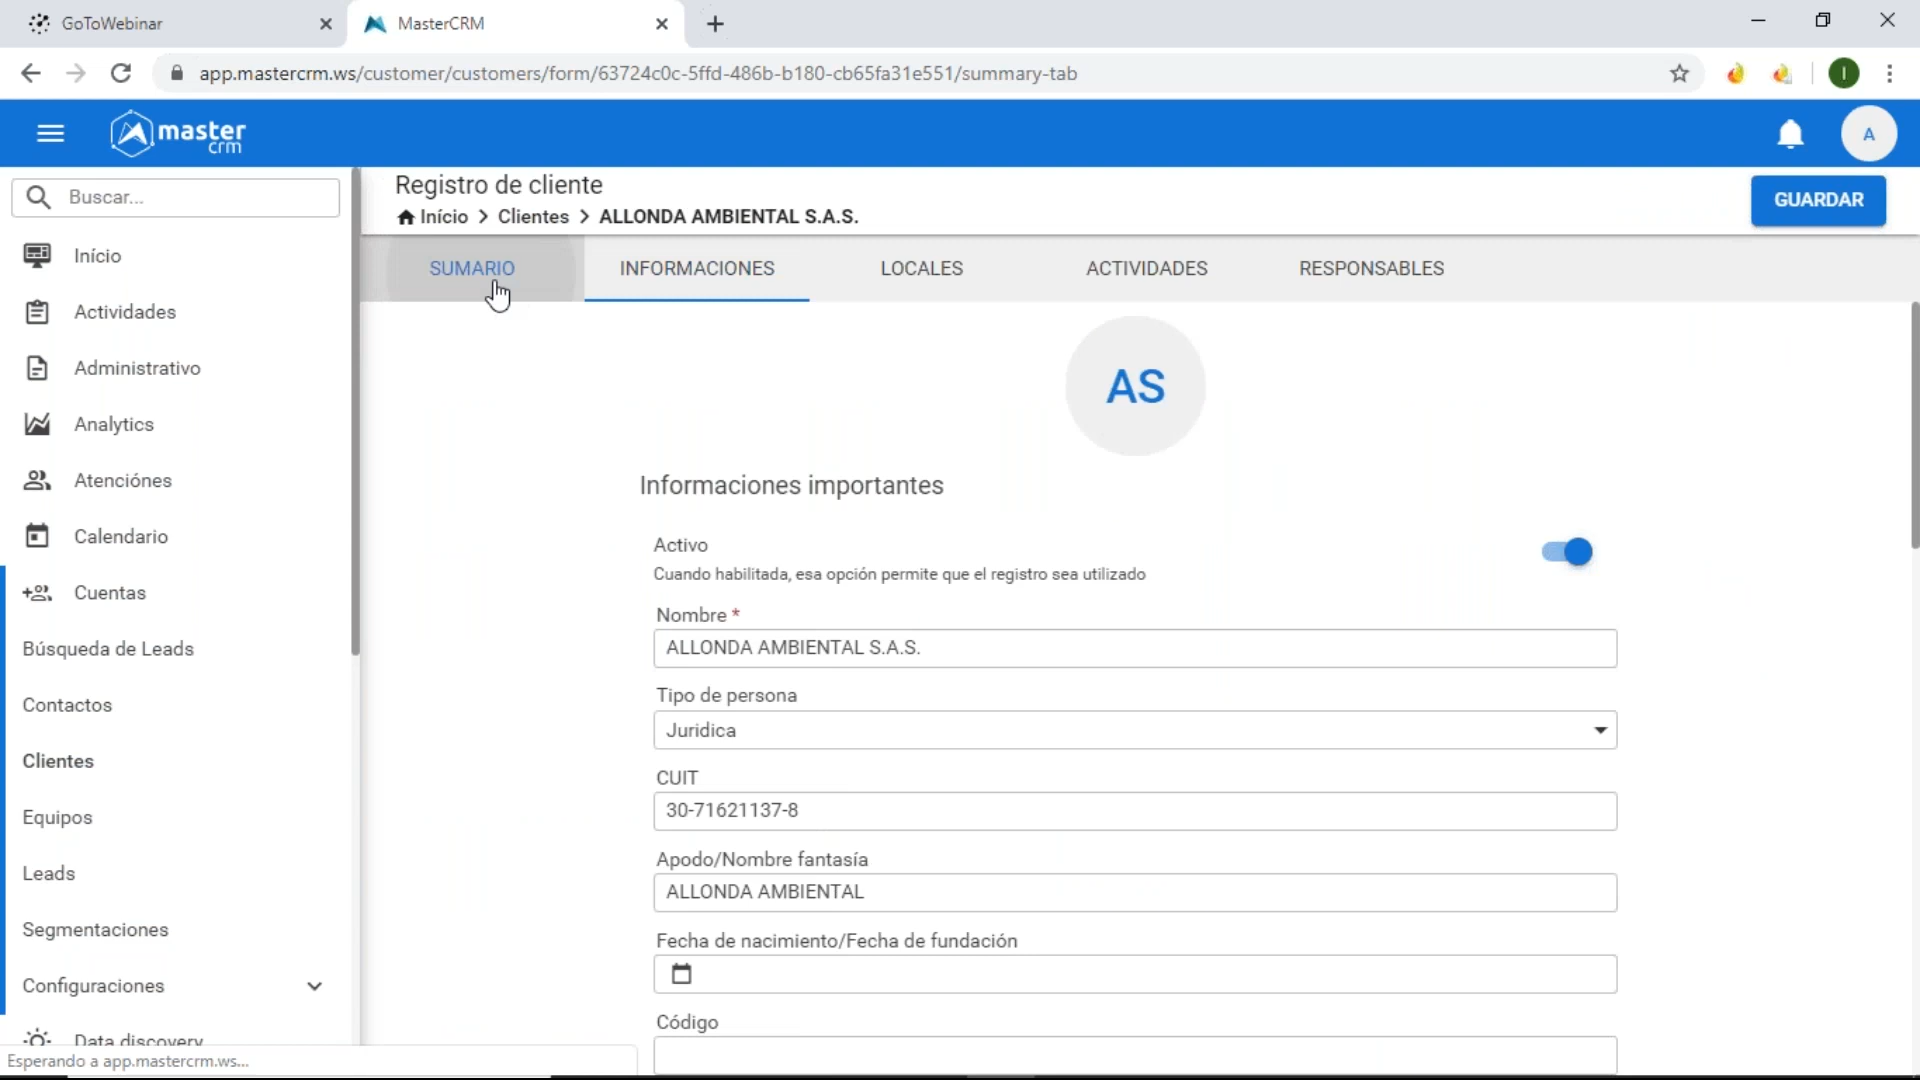 GoToWebinar
MasterCRM
app.mastercrm.ws/customer/customers/form/63724c0c-5ffd-486b-b180-cb65fa31e551/summary-tab
I
master
crm
A
Buscar...
Registro de cliente
Início > Clientes > ALLONDA AMBIENTAL S.A.S.
GUARDAR
SUMARIO
INFORMACIONES
LOCALES
ACTIVIDADES
RESPONSABLES
Início
Actividades
Administrativo
Analytics
Atenciónes
Calendario
Cuentas
Búsqueda de Leads
Contactos
Clientes
Equipos
Leads
Segmentaciones
Configuraciones
Data discovery
Esperando a app.mastercrm.ws...
AS
Informaciones importantes
Activo
Cuando habilitada, esa opción permite que el registro sea utilizado
Nombre *
ALLONDA AMBIENTAL S.A.S.
Tipo de persona
Juridica
CUIT
30-71621137-8
Apodo/Nombre fantasía
ALLONDA AMBIENTAL
Fecha de nacimiento/Fecha de fundación
Código